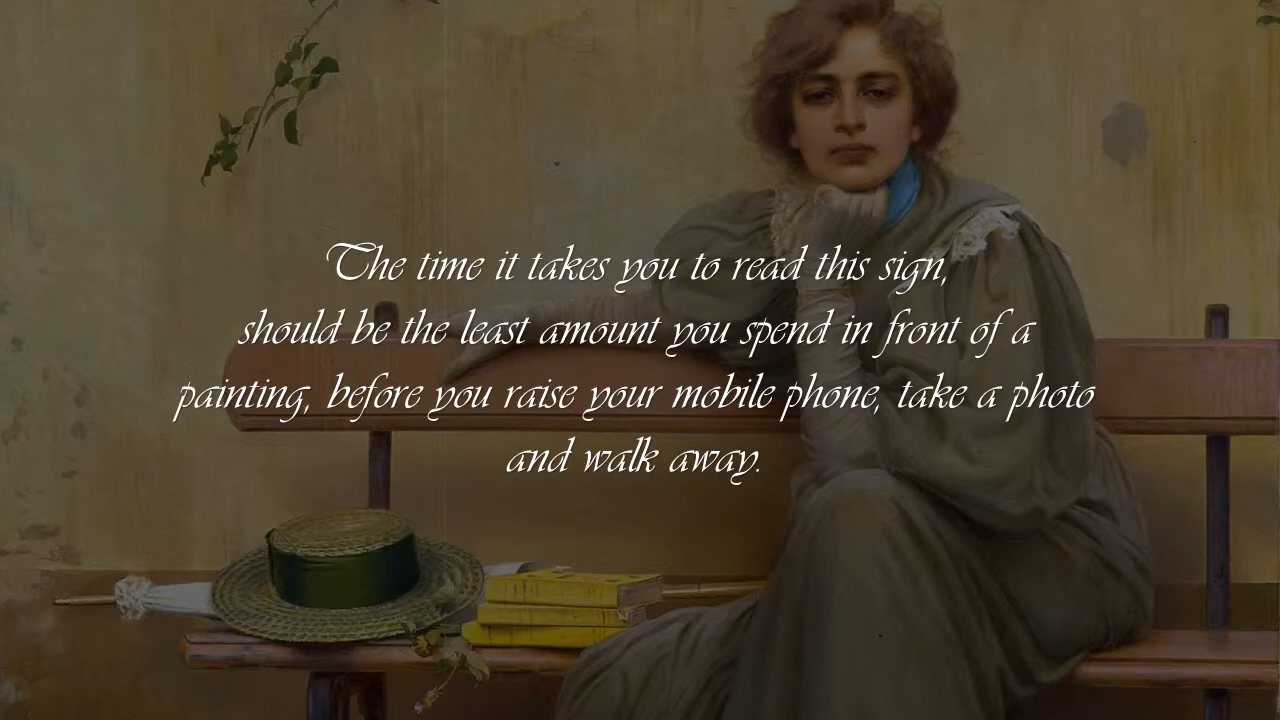 The time it takes you to read this sign,
should be the least amount you spend in front of a
painting, before you raise your mobile phone, take a photo
and walk away.